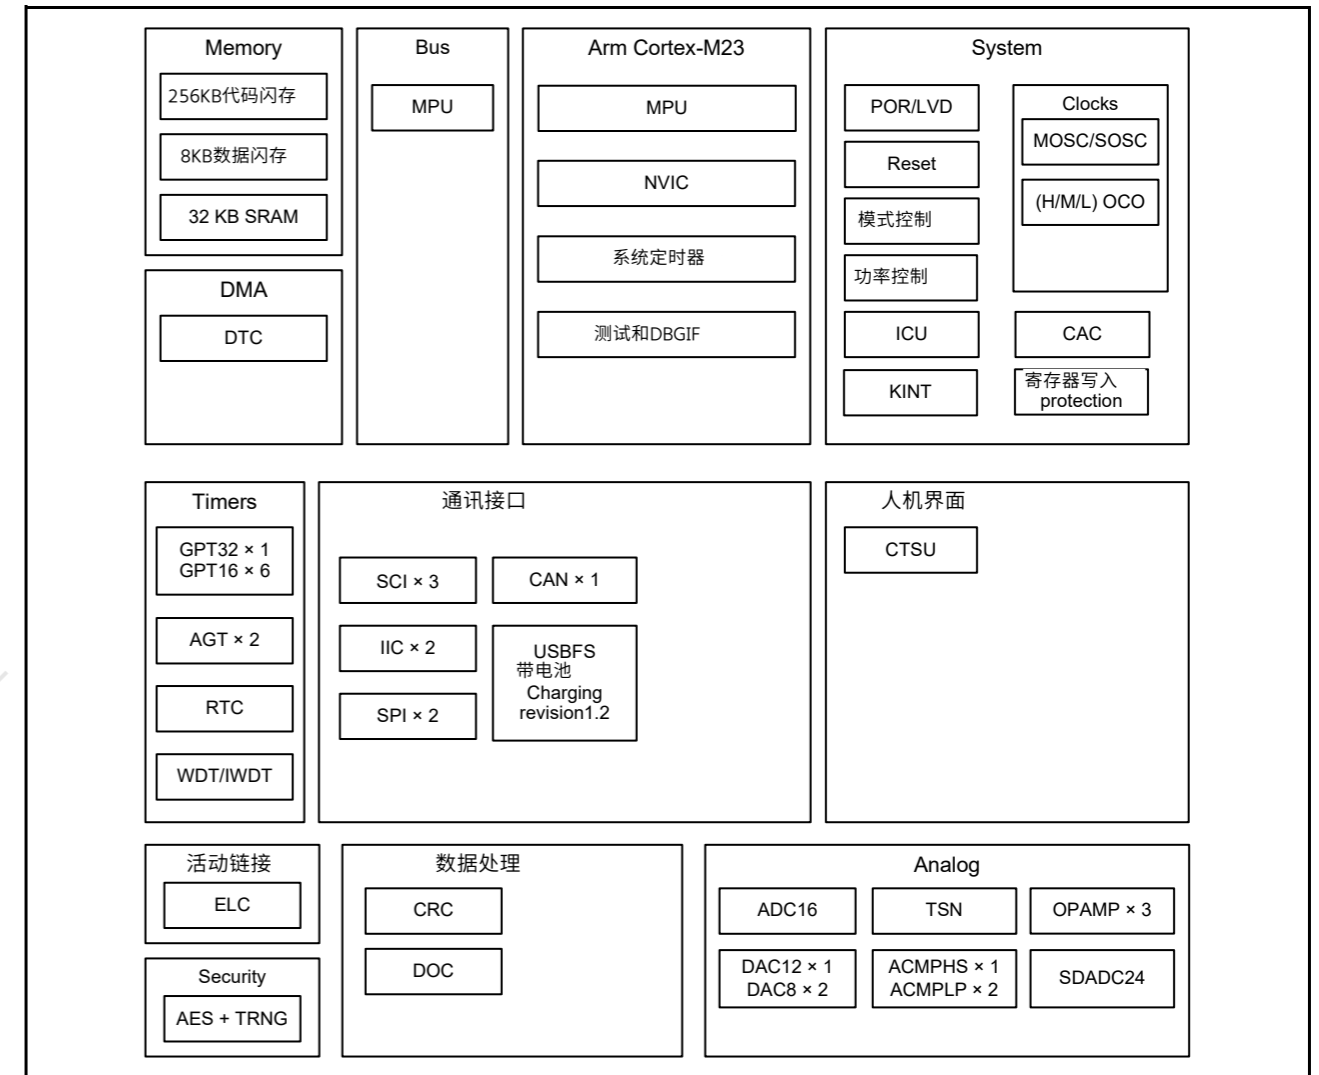 Memory
256KB代码闪存
8KB数据闪存
32 KB SRAM
DMA
DTC
Bus
MPU
Arm Cortex-M23
MPU
NVIC
系统定时器
测试和DBGIF
System
POR/LVD
Reset
模式控制
功率控制
ICU
KINT
Clocks
MOSC/SOSC
(H/M/L) OCO
CAC
寄存器写入
protection
Timers
GPT32 × 1
GPT16 × 6
AGT × 2
RTC
WDT/IWDT
通讯接口
SCI × 3
IIC × 2
SPI × 2
CAN × 1
USBFS
带电池
Charging
revision1.2
人机界面
CTSU
活动链接
ELC
Security
AES + TRNG
数据处理
CRC
DOC
Analog
ADC16
TSN
OPAMP × 3
DAC12 × 1
DAC8 × 2
ACMPHS × 1
ACMPLP × 2
SDADC24